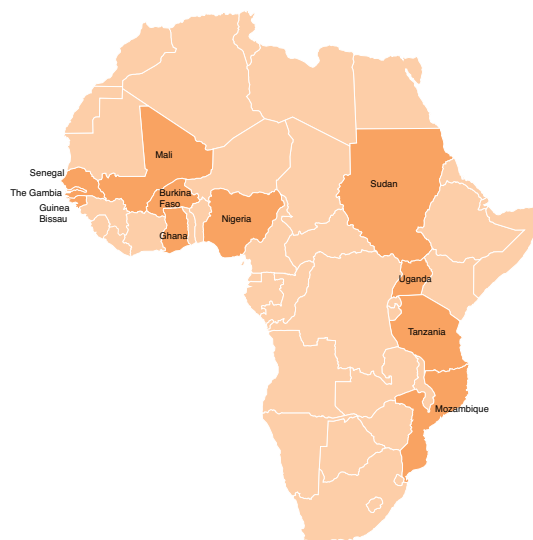 Mali
Senegal
Sudan
The Gambia
Burkina
Faso
Guinea
Bissau
Nigeria
Ghana
Uganda
Tanzania
Mozambique